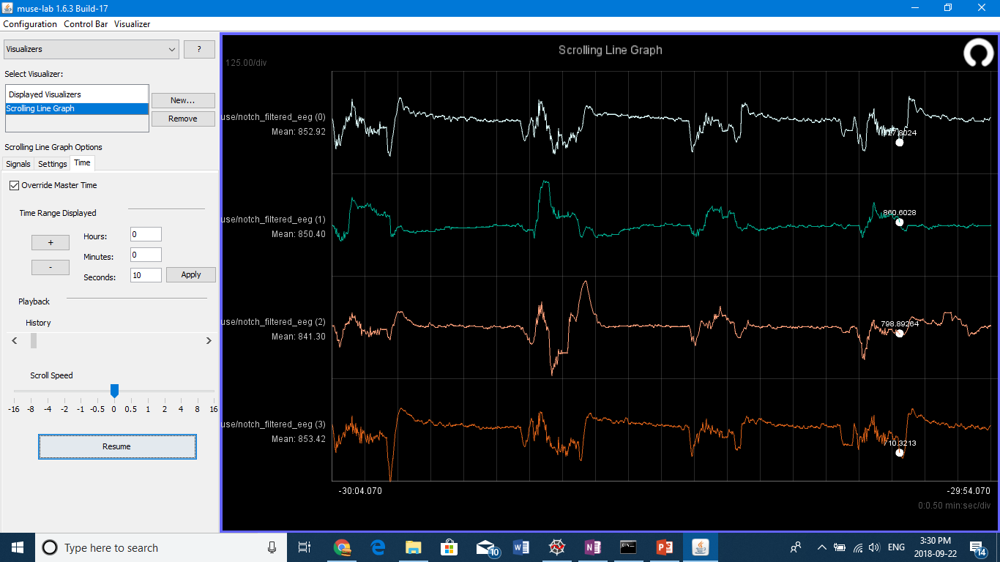 muse-lab 1.6.3 Build-17
Configuration Control Bar Visualizer
Visualizers
?
Select Visualizer:
Displayed Visualizers
Scrolling Line Graph
New...
Remove
Scrolling Line Graph Options
Signals Settings Time
Override Master Time
Time Range Displayed
+
-
Hours: 0
Minutes: 0
Seconds: 10
Apply
Playback
History
Scroll Speed
-16 -8 -4 -2 -1 -0.5 0 0.5 1 2 4 8 16
Resume
Scrolling Line Graph
125.00/div
use/notch_filtered_eeg (0)
Mean: 852.92
use/notch_filtered_eeg (1)
Mean: 850.40
860.6028
use/notch_filtered_eeg (2)
Mean: 841.30
798.89264
use/notch_filtered_eeg (3)
Mean: 853.42
710.3213
-30:04.070
-29:54.070
0:0.50 min:sec/div
Type here to search
10
ENG
3:30 PM
2018-09-22
14